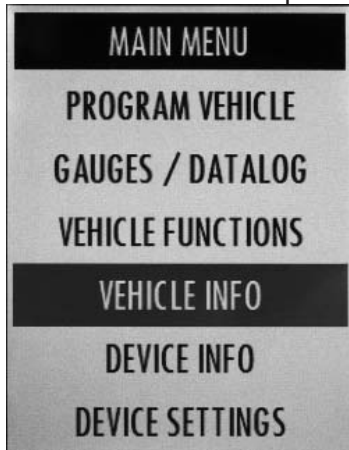 MAIN MENU
PROGRAM VEHICLE
GAUGES / DATALOG
VEHICLE FUNCTIONS
VEHICLE INFO
DEVICE INFO
DEVICE SETTINGS